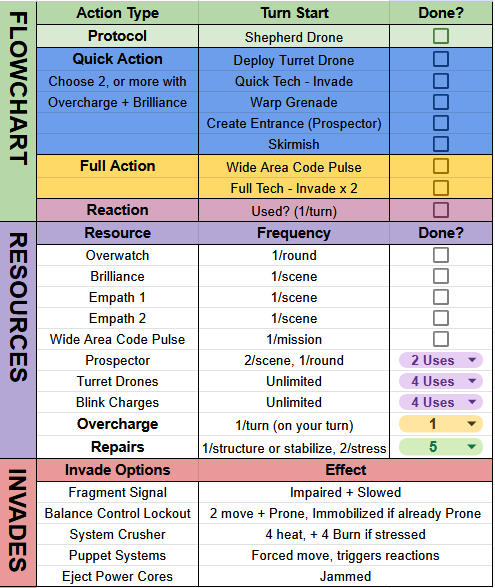 FLOWCHART
Action Type Turn Start Done?
Protocol Shepherd Drone
Quick Action Deploy Turret Drone
Choose 2, or more with Quick Tech - Invade
Overcharge + Brilliance Warp Grenade
Create Entrance (Prospector)
Skirmish
Full Action Wide Area Code Pulse
Full Tech - Invade x 2
Reaction Used? (1/turn)
RESOURCES
Resource Frequency Done?
Overwatch 1/round
Brilliance 1/scene
Empath 1 1/scene
Empath 2 1/scene
Wide Area Code Pulse 1/mission
Prospector 2/scene, 1/round 2 Uses
Turret Drones Unlimited 4 Uses
Blink Charges Unlimited 4 Uses
Overcharge 1/turn (on your turn) 1
Repairs 1/structure or stabilize, 2/stress 5
INVADES
Invade Options Effect
Fragment Signal Impaired + Slowed
Balance Control Lockout 2 move + Prone, Immobilized if already Prone
System Crusher 4 heat, + 4 Burn if stressed
Puppet Systems Forced move, triggers reactions
Eject Power Cores Jammed